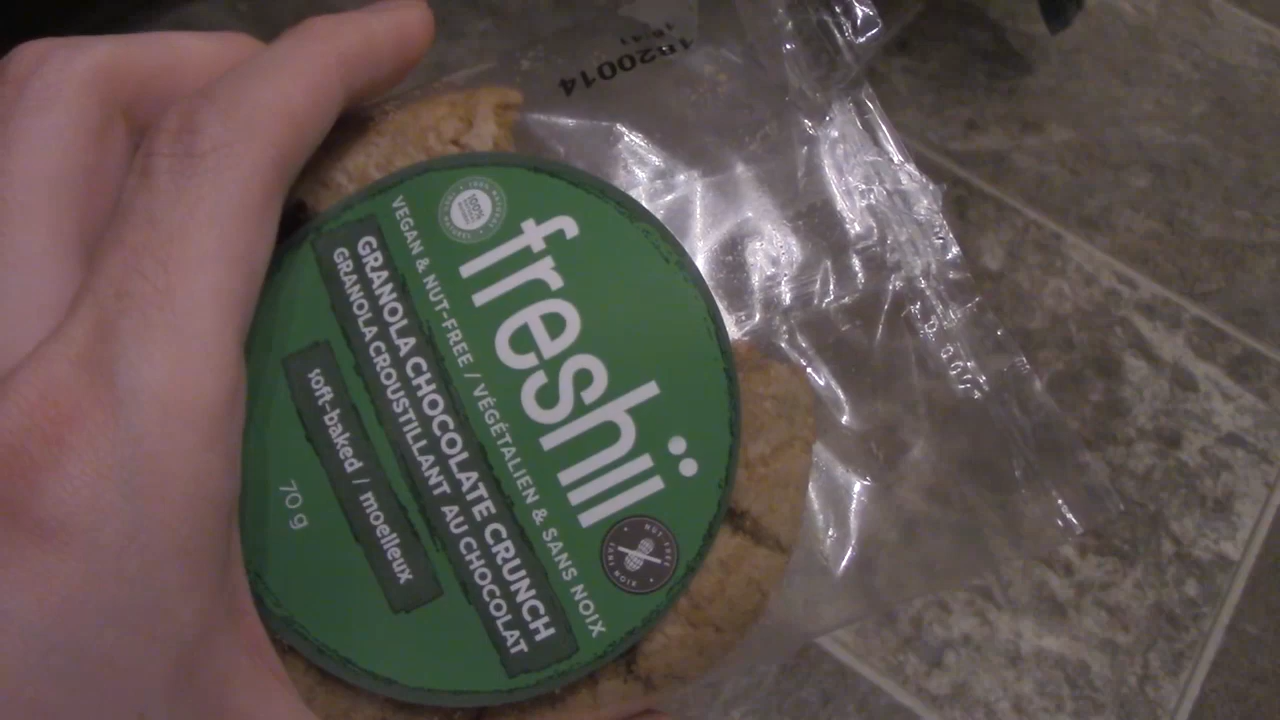 freshii
VEGAN & NUT-FREE / VÉGÉTALIEN & SANS NOIX
GRANOLA CHOCOLATE CRUNCH
GRANOLA CROUSTILLANT AU CHOCOLAT
soft-baked / moelleux
70 g
100%
1B20014